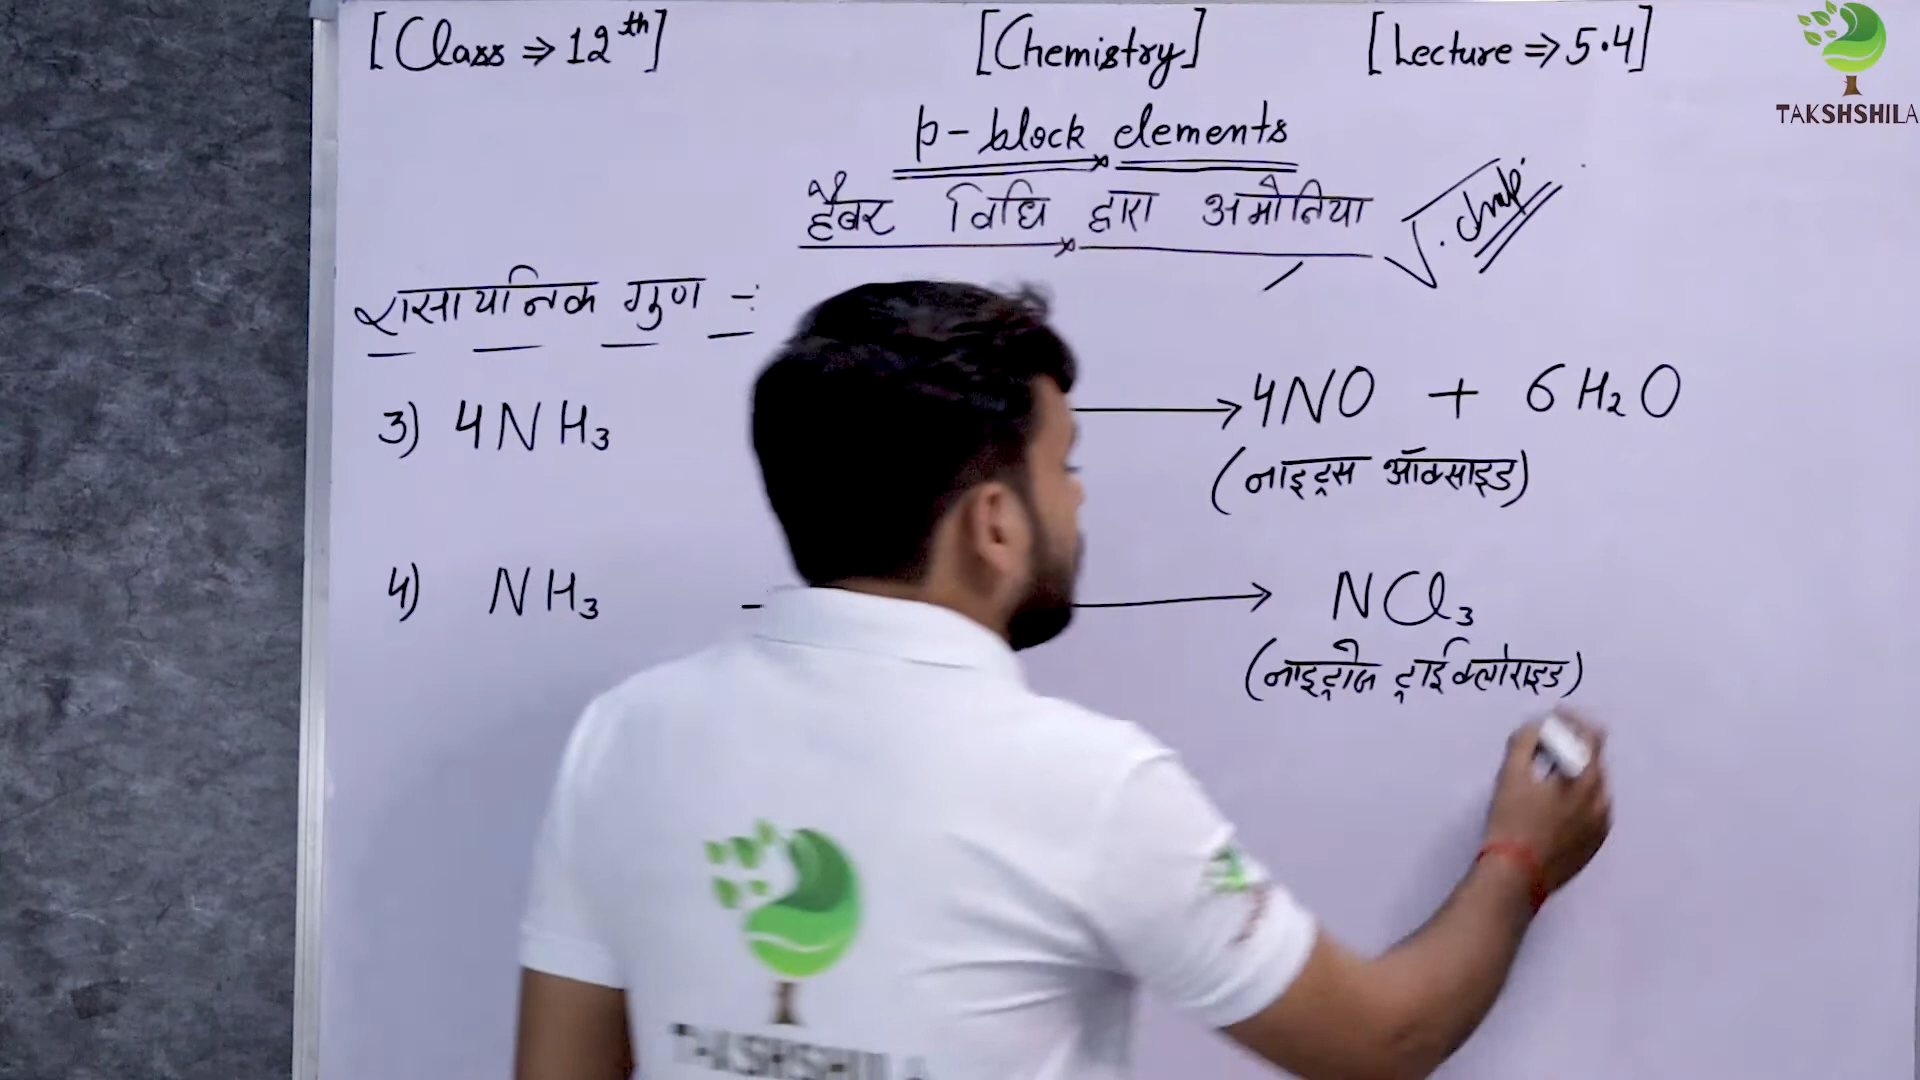 [Class ⇒ 12th] [Chemistry] [Lecture ⇒ 5.4]
TAKSHSHILA
p-block elements
हैबर विधि द्वारा अमोनिया
रासायनिक गुण -:
3) 4NH₃ → 4NO + 6H₂O
(नाइट्रस ऑक्साइड)
4) NH₃ → NCl₃
(नाइट्रोज ट्राईक्लोराइड)
TAKSHSHILA